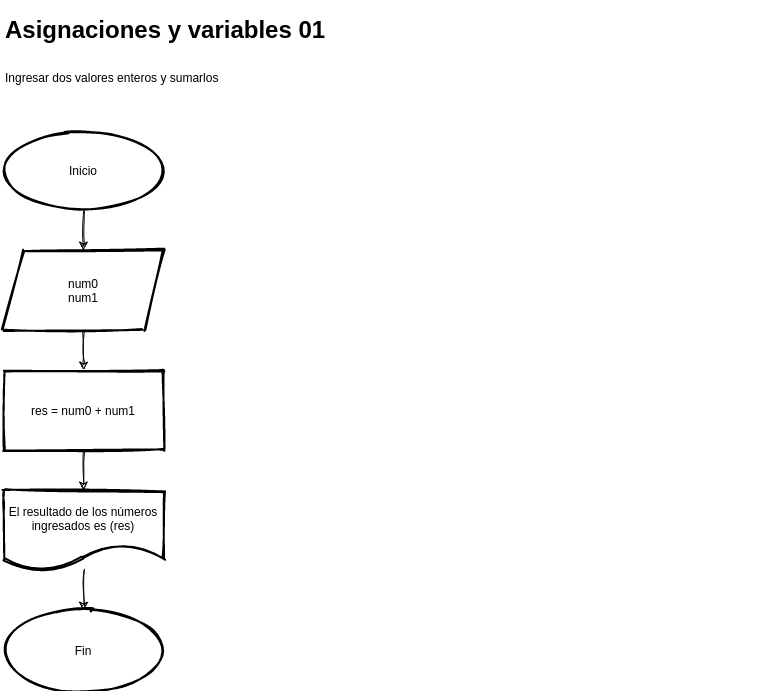 Asignaciones y variables 01
Ingresar dos valores enteros y sumarlos
Inicio
num0
num1
res = num0 + num1
El resultado de los números
ingresados es (res)
Fin